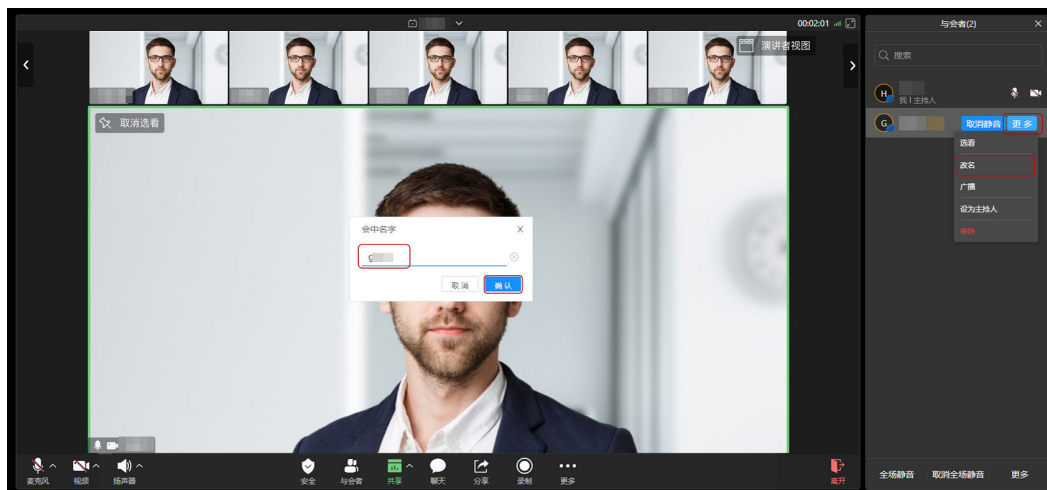 00:02:01
演讲者视图
取消选看
会中名字
g
取消
确认
与会者(2)
搜索
H
我 | 主持人
G
取消静音
更多
选看
改名
广播
设为主持人
移除
麦克风
视频
扬声器
安全
与会者
共享
聊天
分享
录制
更多
离开
全场静音
取消全场静音
更多